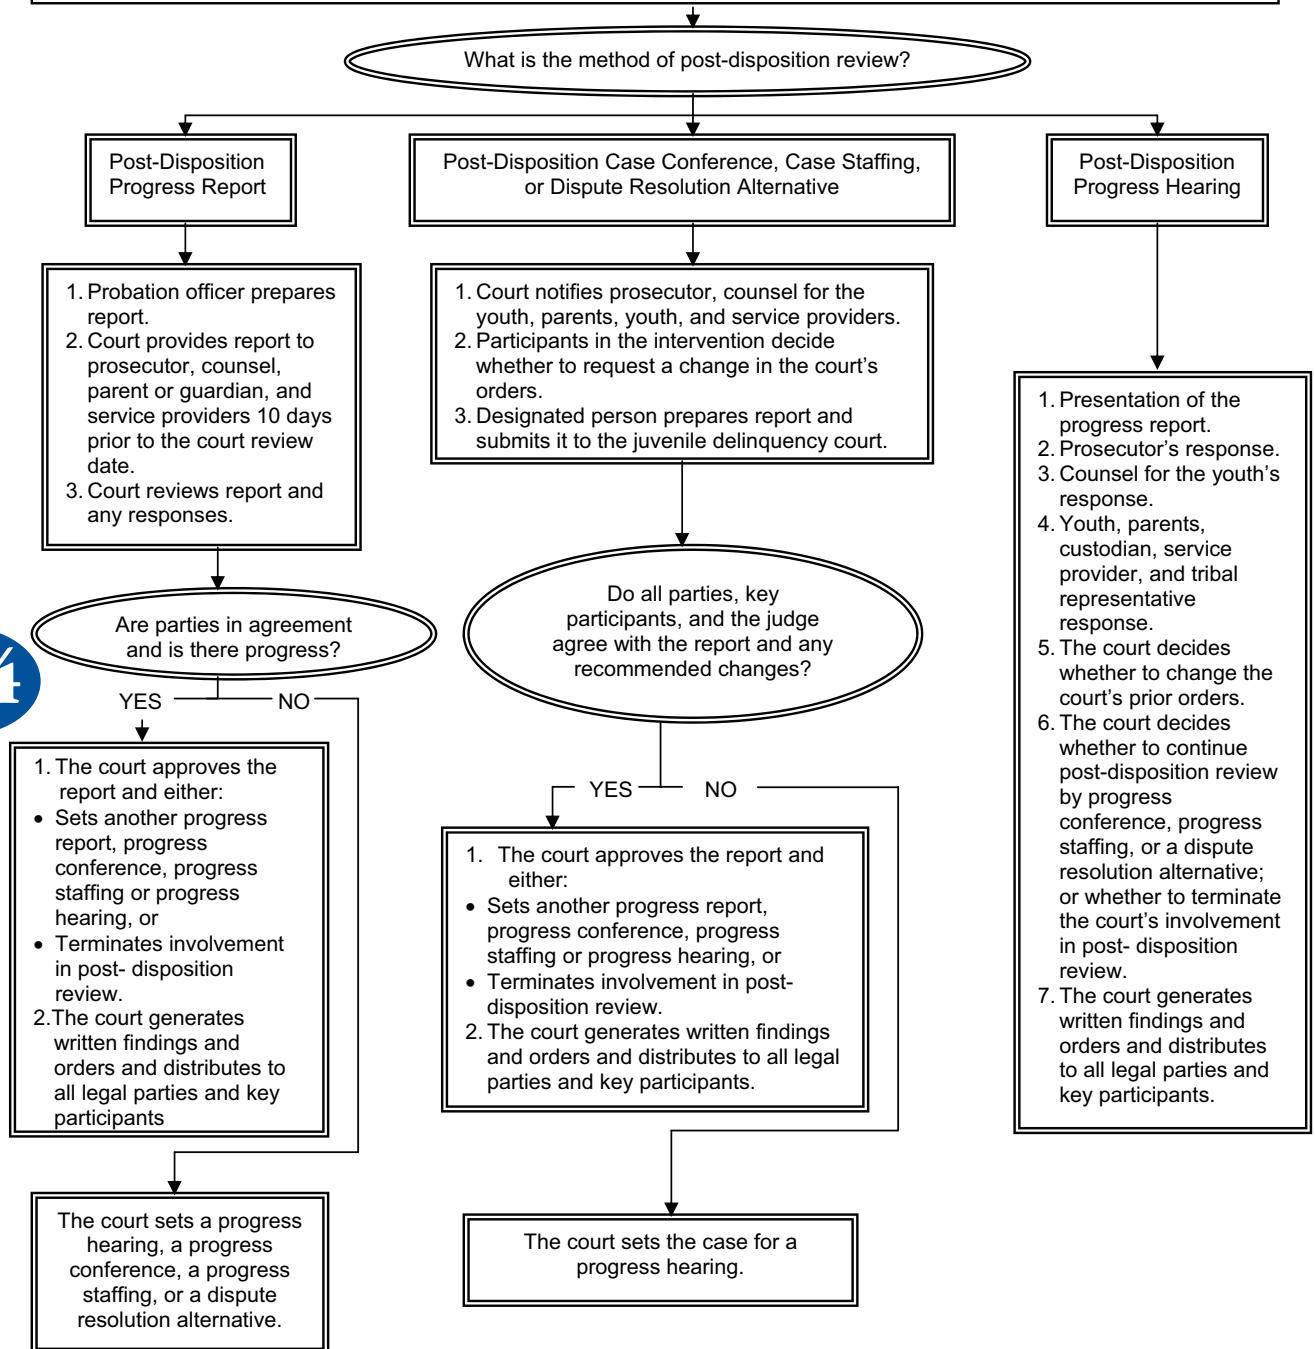 What is the method of post-disposition review?
Post-Disposition
Progress Report
Post-Disposition Case Conference, Case Staffing,
or Dispute Resolution Alternative
Post-Disposition
Progress Hearing
1. Probation officer prepares
report.
2. Court provides report to
prosecutor, counsel,
parent or guardian, and
service providers 10 days
prior to the court review
date.
3. Court reviews report and
any responses.
1. Court notifies prosecutor, counsel for the
youth, parents, youth, and service providers.
2. Participants in the intervention decide
whether to request a change in the court’s
orders.
3. Designated person prepares report and
submits it to the juvenile delinquency court.
1. Presentation of the
progress report.
2. Prosecutor’s response.
3. Counsel for the youth’s
response.
4. Youth, parents,
custodian, service
provider, and tribal
representative
response.
5. The court decides
whether to change the
court’s prior orders.
6. The court decides
whether to continue
post-disposition review
by progress
conference, progress
staffing, or a dispute
resolution alternative;
or whether to terminate
the court’s involvement
in post- disposition
review.
7. The court generates
written findings and
orders and distributes
to all legal parties and
key participants.
Are parties in agreement
and is there progress?
Do all parties, key
participants, and the judge
agree with the report and any
recommended changes?
4
YES
NO
1. The court approves the
report and either:
• Sets another progress
report, progress
conference, progress
staffing or progress
hearing, or
• Terminates involvement
in post- disposition
review.
2.The court generates
written findings and
orders and distributes to
all legal parties and key
participants
YES
NO
1. The court approves the report and
either:
• Sets another progress report,
progress conference, progress
staffing or progress hearing, or
• Terminates involvement in post-
disposition review.
2. The court generates written findings
and orders and distributes to all legal
parties and key participants.
The court sets a progress
hearing, a progress
conference, a progress
staffing, or a dispute
resolution alternative.
The court sets the case for a
progress hearing.